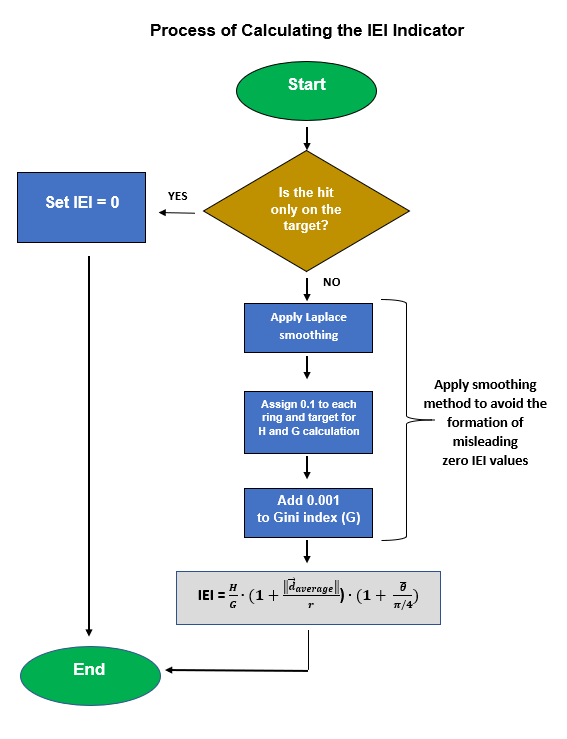 Process of Calculating the IEI Indicator
Start
Is the hit
only on the
target?
YES
Set IEI = 0
NO
Apply Laplace
smoothing
Assign 0.1 to each
ring and target for
H and G calculation
Add 0.001
to Gini index (G)
Apply smoothing
method to avoid the
formation of
misleading
zero IEI values
IEI = H/G · (1 + ‖d⃗average‖/r) · (1 + θ̅/π/4)
End